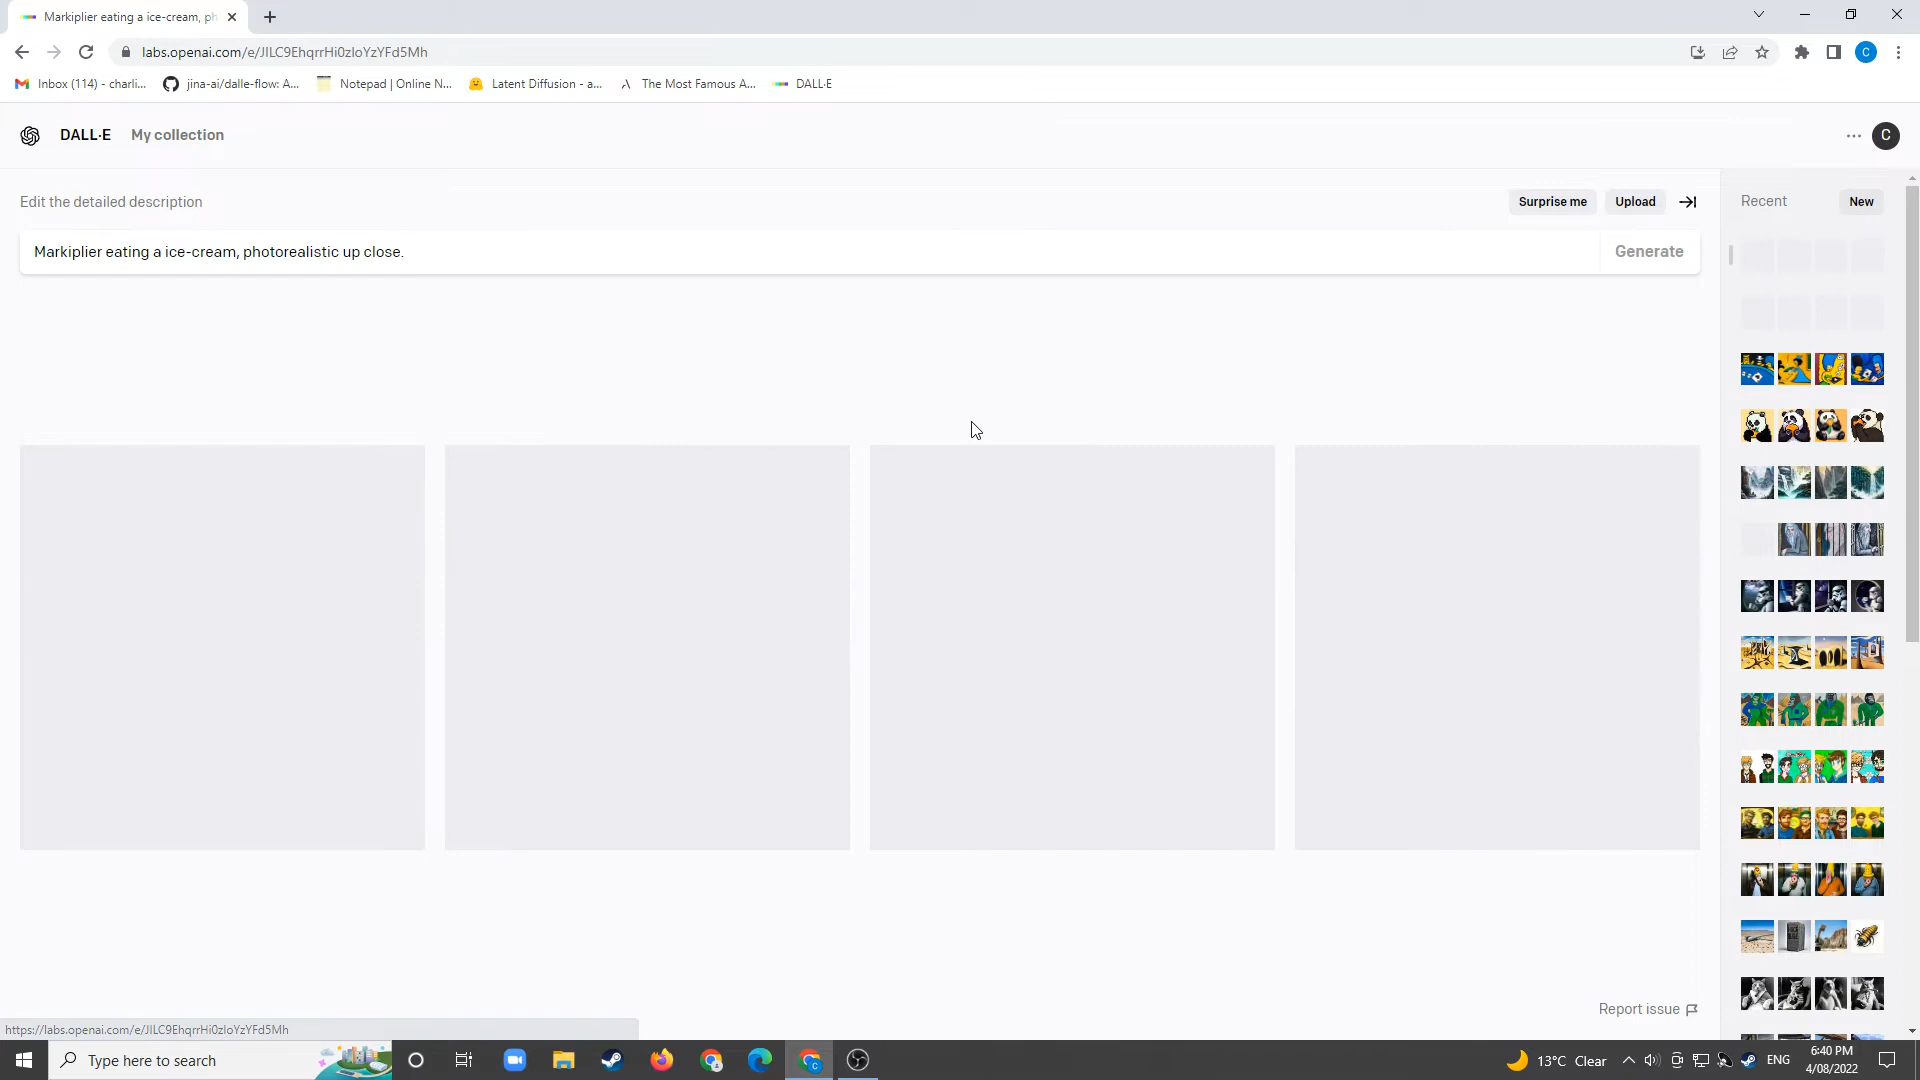 Markiplier eating a ice-cream, ph
labs.openai.com/e/JILC9EhqrrHi0zIoYzYFd5Mh
C
Inbox (114) - charli...
jina-ai/dalle-flow: A...
Notepad | Online N...
Latent Diffusion - a...
The Most Famous A...
DALL·E
DALL·E
My collection
C
Edit the detailed description
Surprise me
Upload
Recent
New
Markiplier eating a ice-cream, photorealistic up close.
Generate
Report issue
https://labs.openai.com/e/JILC9EhqrrHi0zIoYzYFd5Mh
Type here to search
13°C Clear
ENG
6:40 PM
4/08/2022